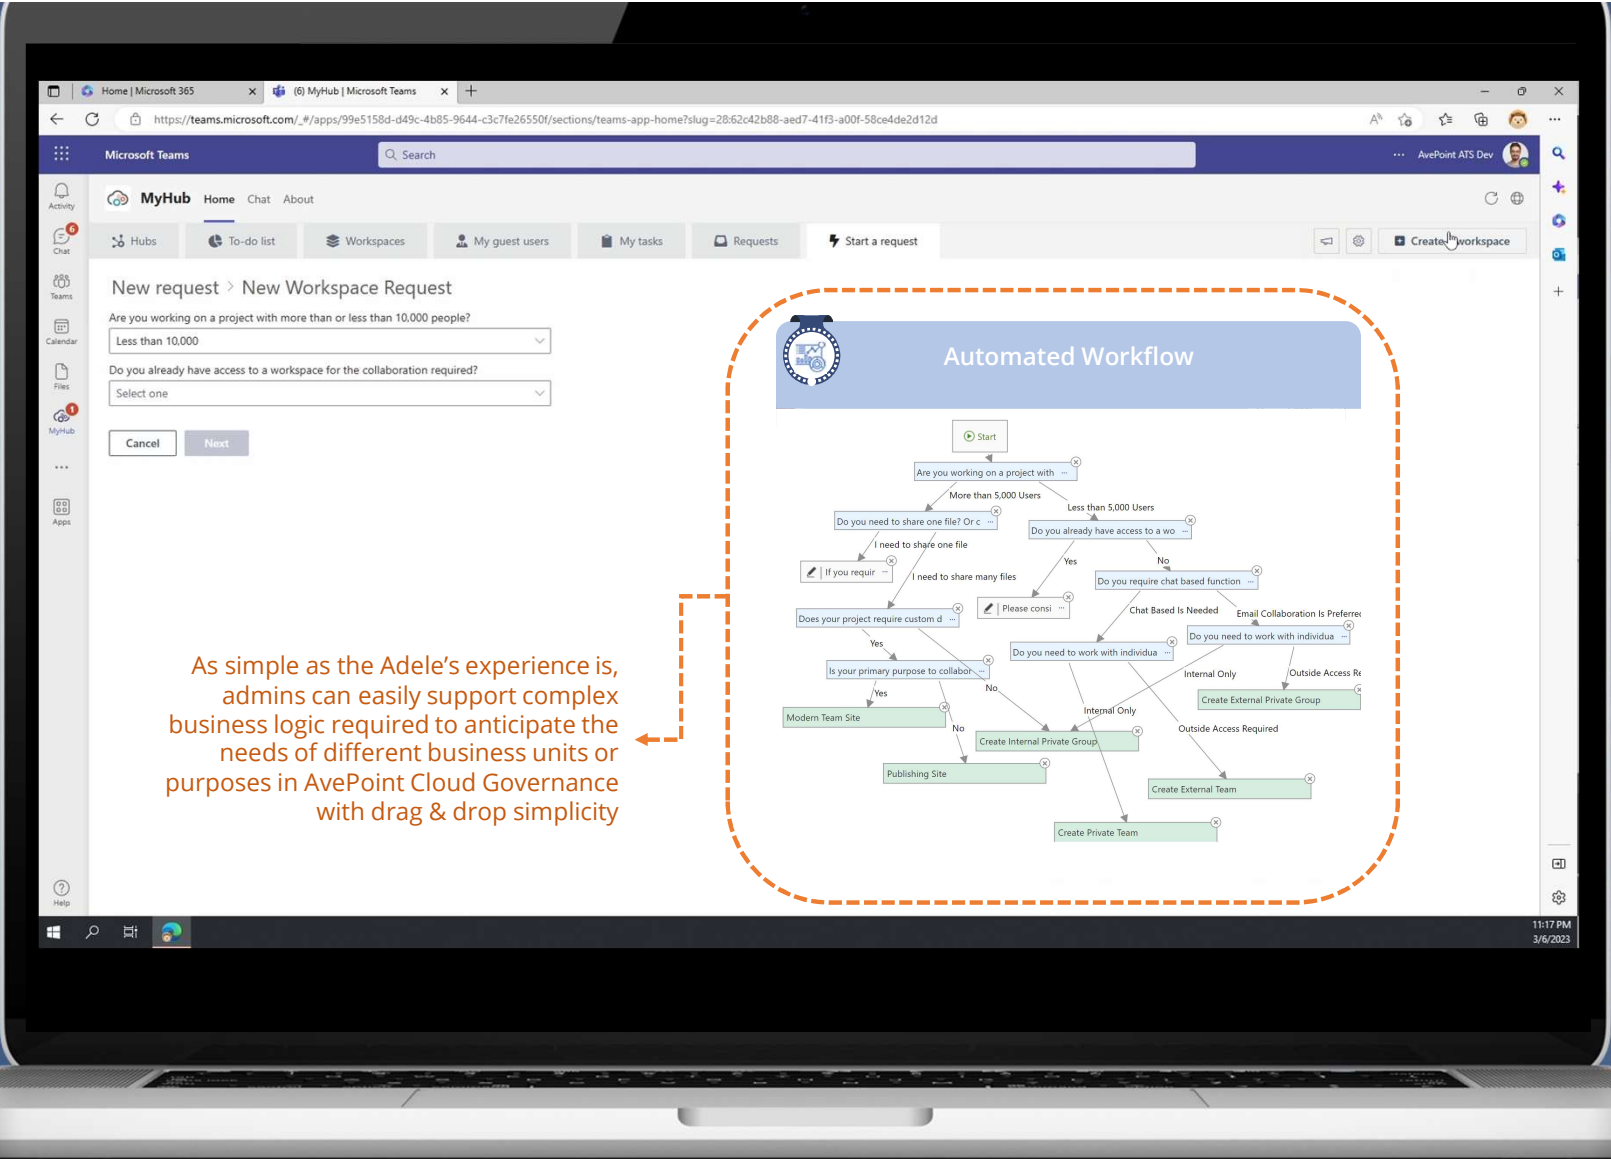 Home | Microsoft 365
(6) MyHub | Microsoft Teams
https://teams.microsoft.com/_#/apps/99e5158d-d49c-4b85-9644-c3c7fe26550f/sections/teams-app-home?slug=28:62c42b88-aed7-41f3-a00f-58ce4de2d12d
Microsoft Teams
Search
AvePoint ATS Dev
Activity
6
Chat
Teams
Calendar
Files
1
MyHub
Apps
Help
MyHub Home Chat About
Hubs
To-do list
Workspaces
My guest users
My tasks
Requests
Start a request
Create workspace
New request > New Workspace Request
Are you working on a project with more than or less than 10,000 people?
Less than 10,000
Do you already have access to a workspace for the collaboration required?
Select one
Cancel
Next
Automated Workflow
Start
Are you working on a project with ...
More than 5,000 Users
Less than 5,000 Users
Do you need to share one file? Or c ...
Do you already have access to a wo ...
I need to share one file
Yes
No
If you requir ...
I need to share many files
Do you require chat based function ...
Please consi ...
Chat Based Is Needed
Email Collaboration Is Preferred
Does your project require custom d ...
Do you need to work with individua ...
Yes
Do you need to work with individua ...
Is your primary purpose to collabor ...
Internal Only
Outside Access Re
Yes
No
Create External Private Group
Modern Team Site
Internal Only
No
Outside Access Required
Create Internal Private Group
Publishing Site
Create External Team
Create Private Team
As simple as the Adele’s experience is,
admins can easily support complex
business logic required to anticipate the
needs of different business units or
purposes in AvePoint Cloud Governance
with drag & drop simplicity
11:17 PM
3/6/2023